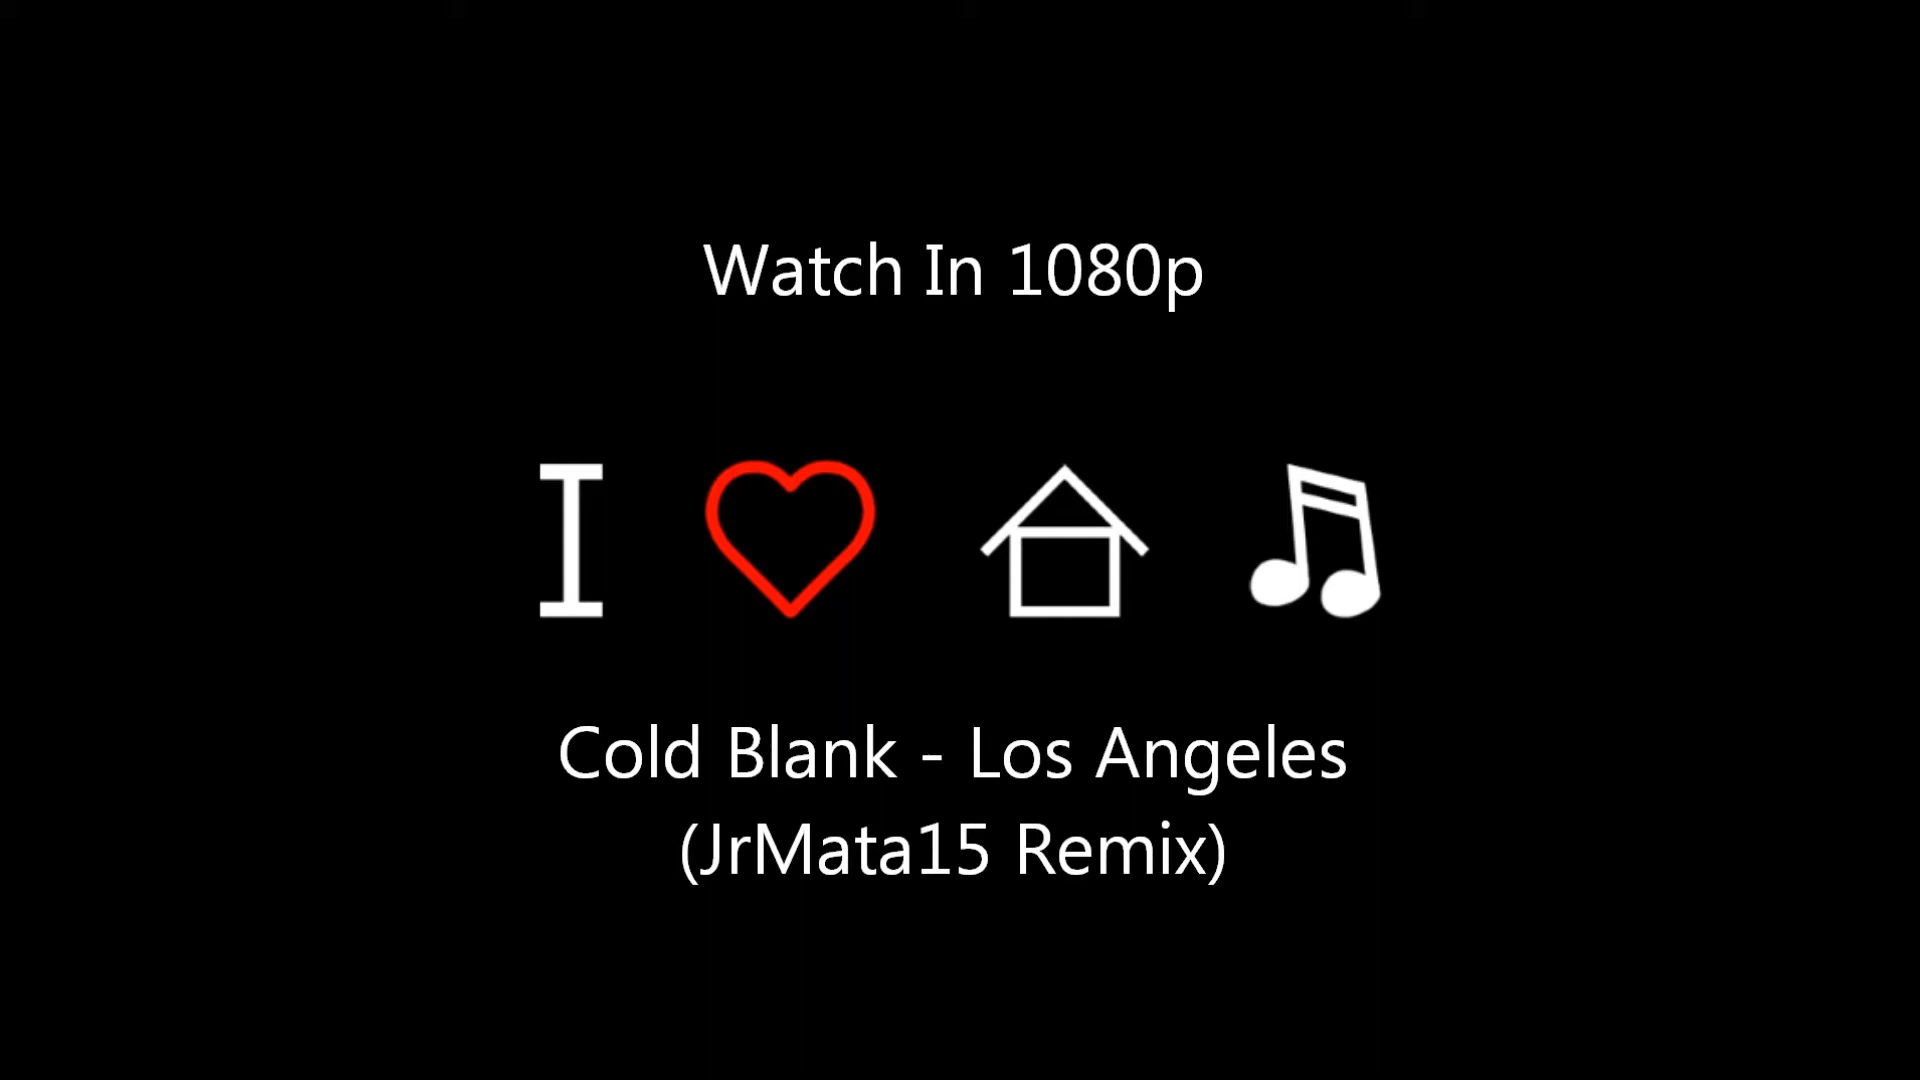 Watch In 1080p
I
Cold Blank - Los Angeles
(JrMata15 Remix)